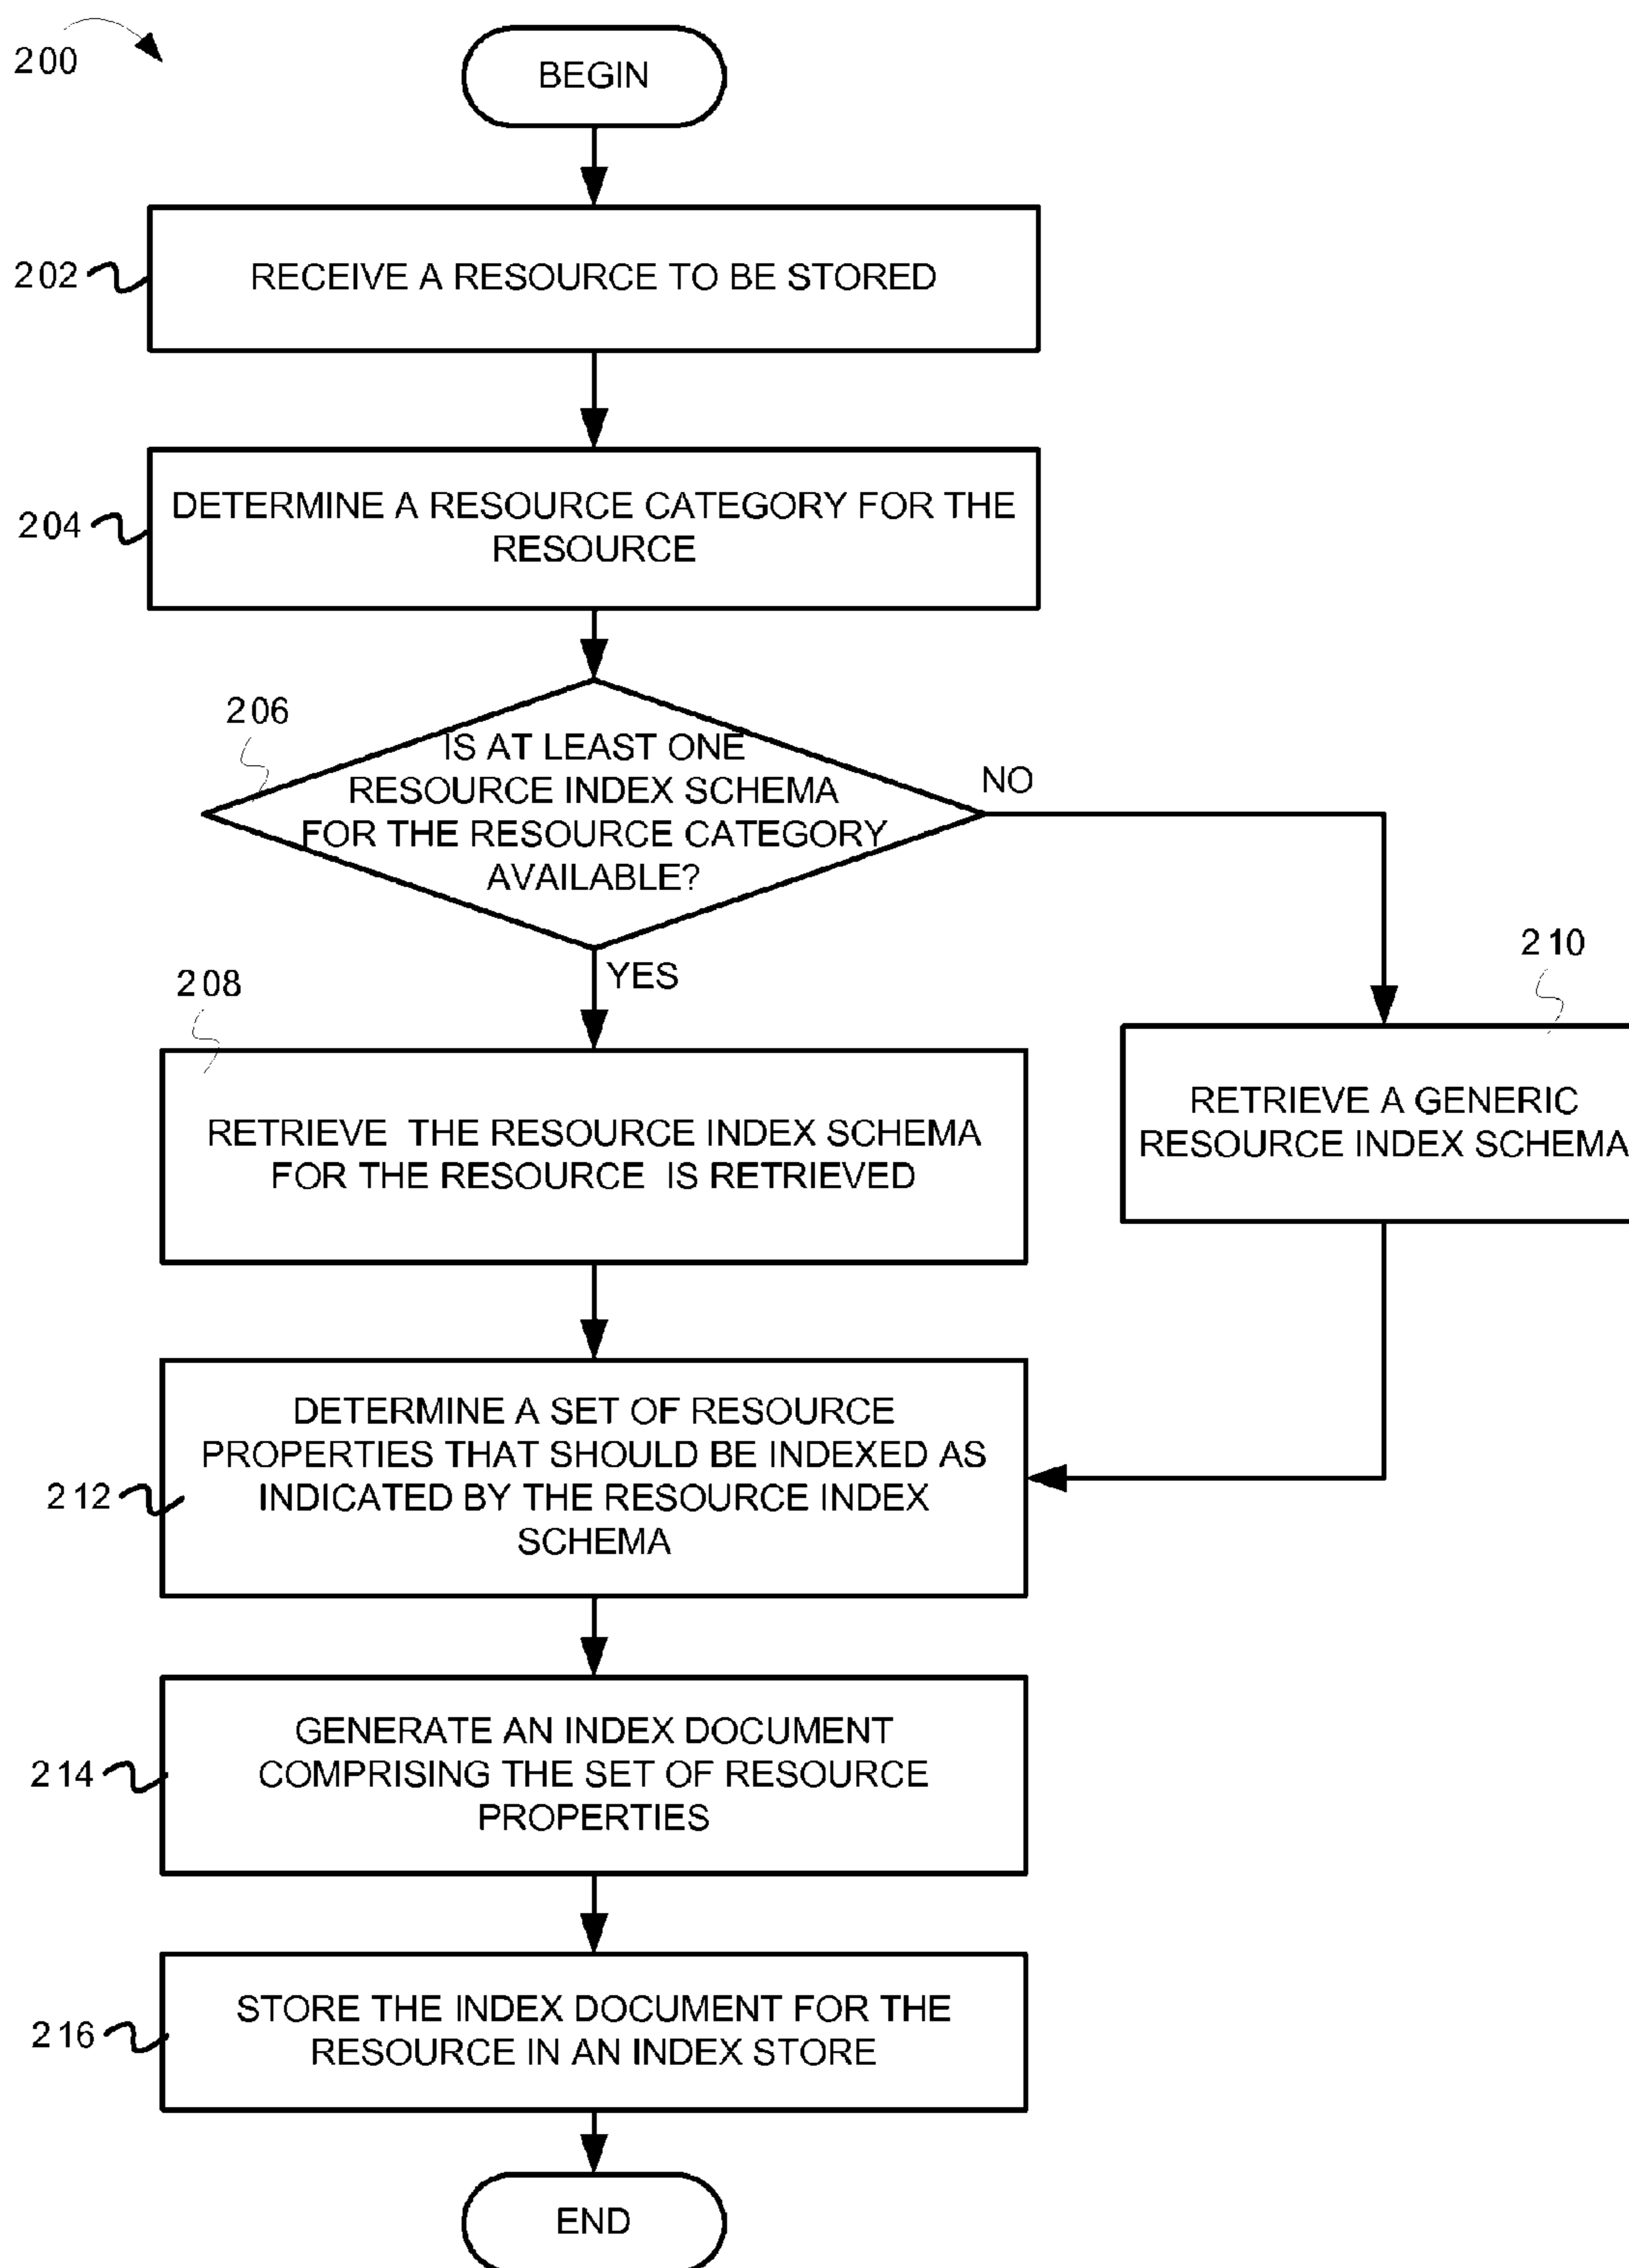 200
BEGIN
202
RECEIVE A RESOURCE TO BE STORED
204
DETERMINE A RESOURCE CATEGORY FOR THE
RESOURCE
206
IS AT LEAST ONE
RESOURCE INDEX SCHEMA
FOR THE RESOURCE CATEGORY
AVAILABLE?
NO
YES
208
RETRIEVE THE RESOURCE INDEX SCHEMA
FOR THE RESOURCE IS RETRIEVED
210
RETRIEVE A GENERIC
RESOURCE INDEX SCHEMA
212
DETERMINE A SET OF RESOURCE
PROPERTIES THAT SHOULD BE INDEXED AS
INDICATED BY THE RESOURCE INDEX
SCHEMA
214
GENERATE AN INDEX DOCUMENT
COMPRISING THE SET OF RESOURCE
PROPERTIES
216
STORE THE INDEX DOCUMENT FOR THE
RESOURCE IN AN INDEX STORE
END